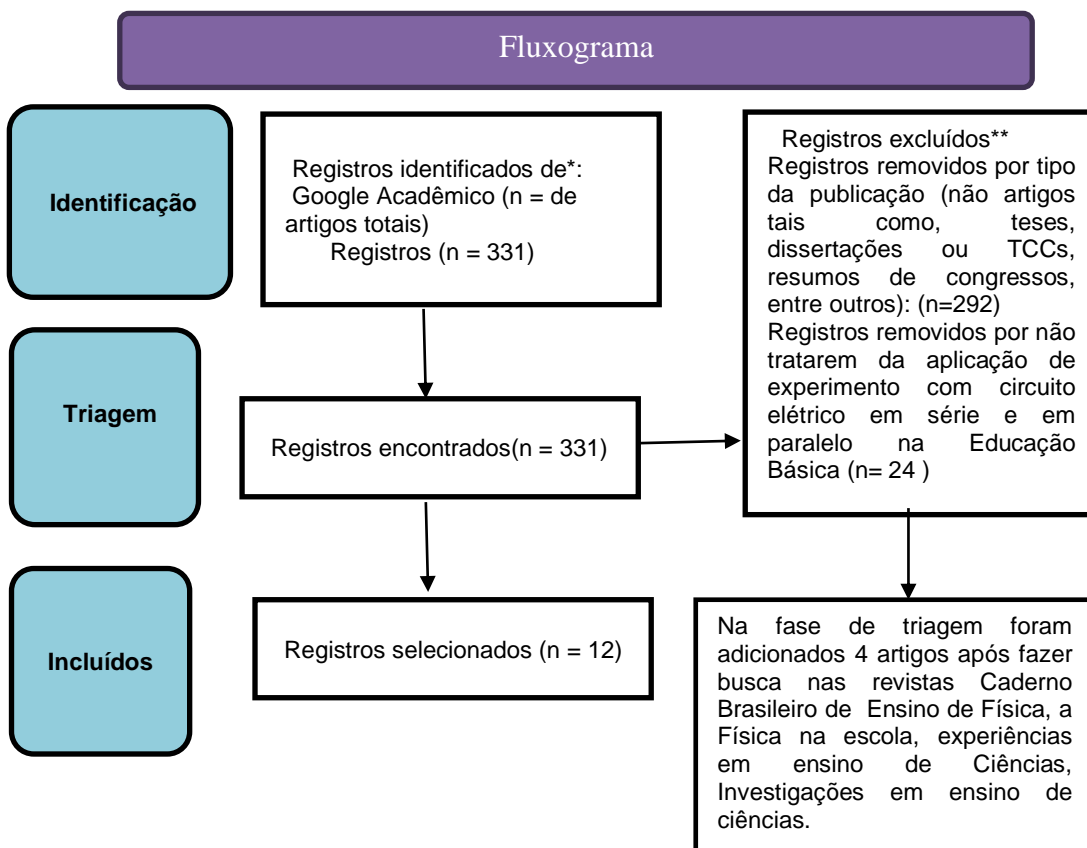 Fluxograma
Identificação
Registros identificados de*:
Google Acadêmico (n = de
artigos totais)
Registros (n = 331)
Registros excluídos**
Registros removidos por tipo
da publicação (não artigos
tais como, teses,
dissertações ou TCCs,
resumos de congressos,
entre outros): (n=292)
Registros removidos por não
tratarem da aplicação de
experimento com circuito
elétrico em série e em
paralelo na Educação
Básica (n= 24 )
Triagem
Registros encontrados(n = 331)
Incluídos
Registros selecionados (n = 12)
Na fase de triagem foram
adicionados 4 artigos após fazer
busca nas revistas Caderno
Brasileiro de Ensino de Física, a
Física na escola, experiências
em ensino de Ciências,
Investigações em ensino de
ciências.